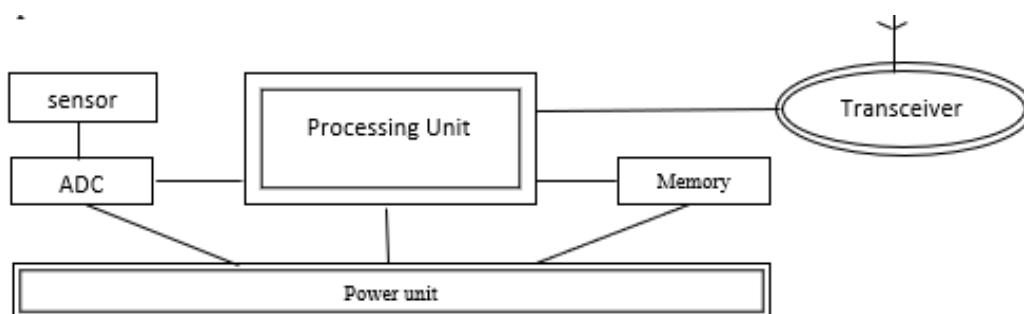 sensor
Processing Unit
Transceiver
ADC
Memory
Power unit